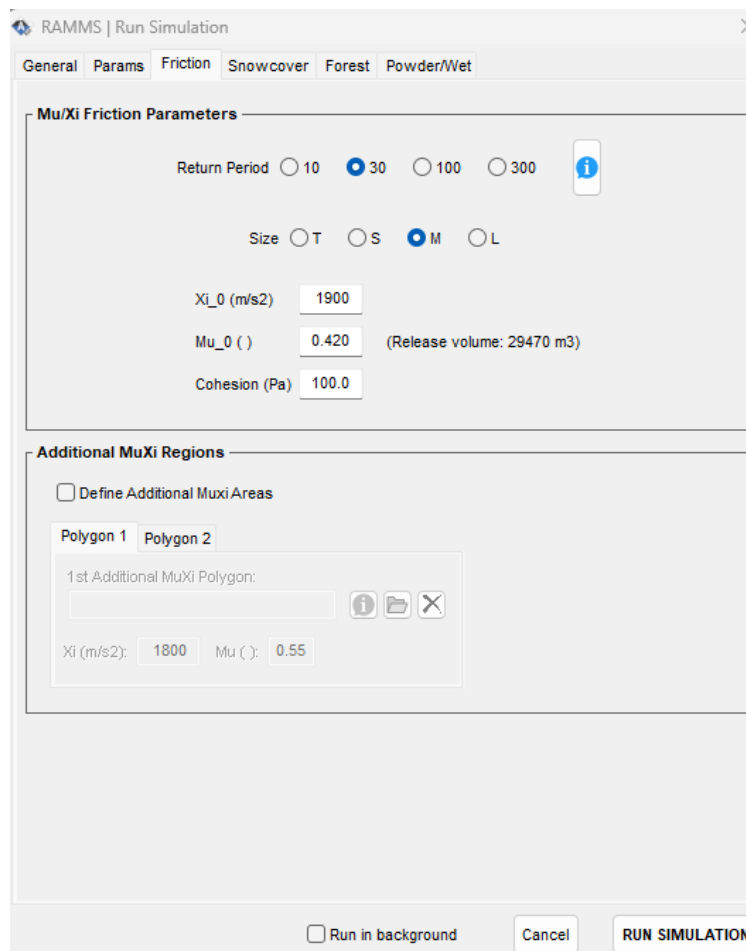 RAMMS | Run Simulation
General Params Friction Snowcover Forest Powder/Wet
Mu/Xi Friction Parameters
Return Period 10 30 100 300
Size T S M L
Xi_0 (m/s2) 1900
Mu_0 ( ) 0.420 (Release volume: 29470 m3)
Cohesion (Pa) 100.0
Additional MuXi Regions
Define Additional Muxi Areas
Polygon 1 Polygon 2
1st Additional MuXi Polygon:
Xi (m/s2): 1800 Mu ( ): 0.55
Run in background Cancel RUN SIMULATION